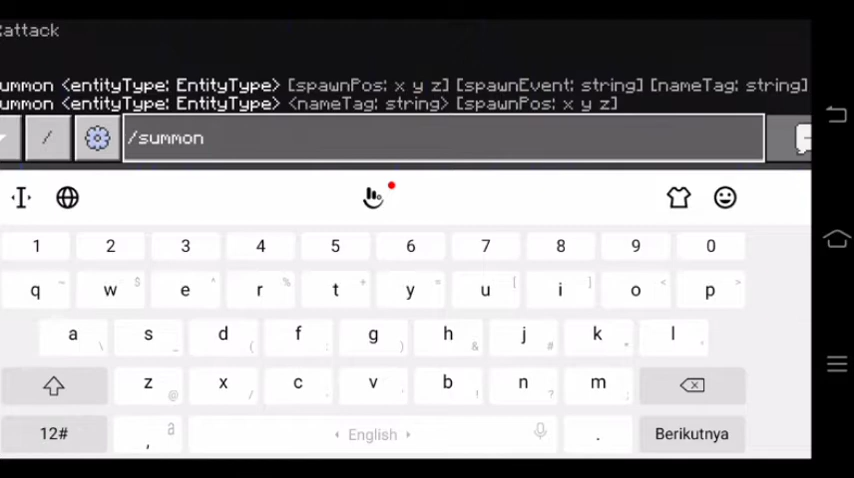 :attack
ummon <entityType: EntityType> [spawnPos: x y z] [spawnEvent: string] [nameTag: string]
ummon <entityType: EntityType> <nameTag: string> [spawnPos: x y z]
/ /summon
1 2 3 4 5 6 7 8 9 0
q ~ w $ e ^ r % t + y = u [ i ] o < p >
a \ s _ d ( f : g ) h & j # k * l '
z @ x / c v b ! n ? m ;
12# , English . Berikutnya